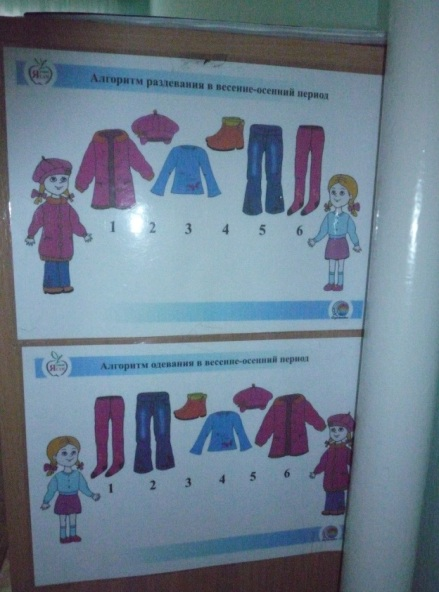 Алгоритм раздевания в весенне-осенний период
1 2 3 4 5 6
Алгоритм одевания в весенне-осенний период
1 2 3 4 5 6